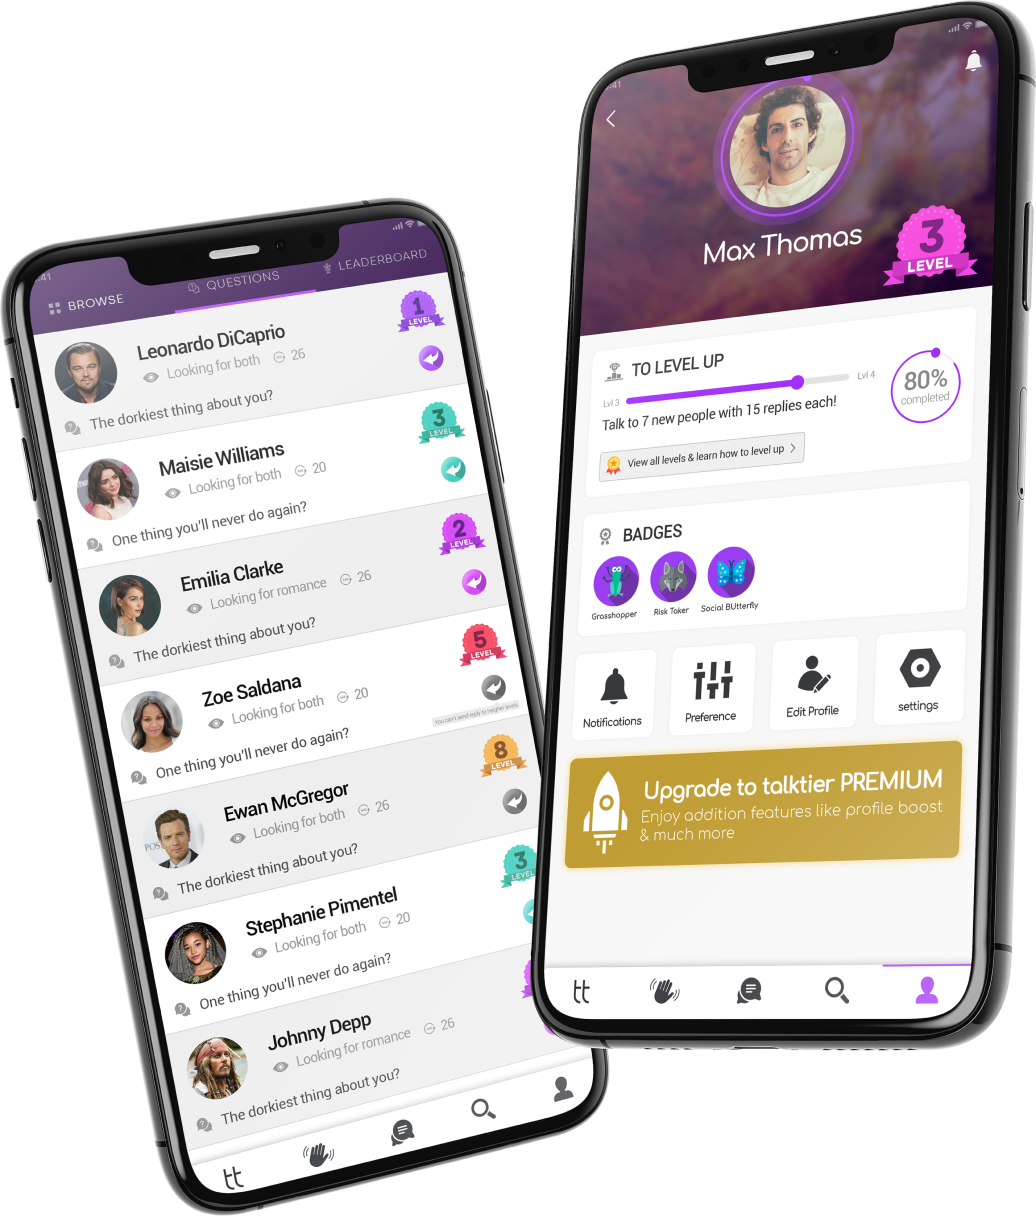 :41
BROWSE
QUESTIONS
LEADERBOARD
Leonardo DiCaprio
Looking for both 26
The dorkiest thing about you?
1
LEVEL
Maisie Williams
Looking for both 20
One thing you'll never do again?
3
LEVEL
Emilia Clarke
Looking for romance 26
The dorkiest thing about you?
2
LEVEL
Zoe Saldana
Looking for both 20
One thing you'll never do again?
5
LEVEL
You can't send reply to heigher levels
Ewan McGregor
Looking for both 26
The dorkiest thing about you?
8
LEVEL
Stephanie Pimentel
Looking for both 20
One thing you'll never do again?
3
LEVEL
Johnny Depp
Looking for romance 26
The dorkiest thing about you?
tt
:41
Max Thomas
3
LEVEL
TO LEVEL UP
Lvl 3
Lvl 4
80%
completed
Talk to 7 new people with 15 replies each!
View all levels & learn how to level up >
BADGES
Grasshopper
Risk Taker
Social BUtterfly
Notifications
Preference
Edit Profile
settings
Upgrade to talktier PREMIUM
Enjoy addition features like profile boost
& much more
tt